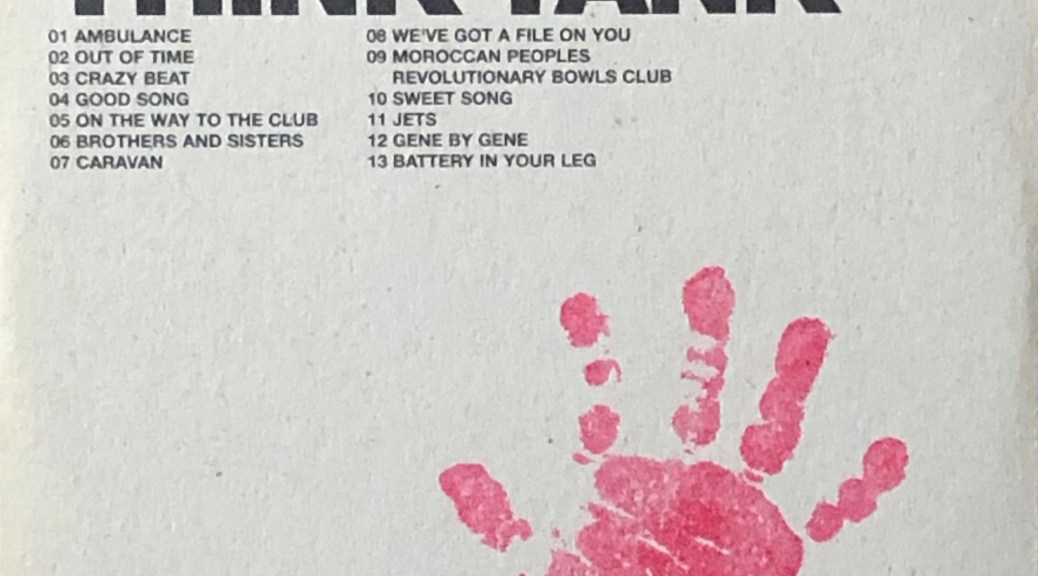 THINK TANK
01 AMBULANCE
02 OUT OF TIME
03 CRAZY BEAT
04 GOOD SONG
05 ON THE WAY TO THE CLUB
06 BROTHERS AND SISTERS
07 CARAVAN
08 WE'VE GOT A FILE ON YOU
09 MOROCCAN PEOPLES
REVOLUTIONARY BOWLS CLUB
10 SWEET SONG
11 JETS
12 GENE BY GENE
13 BATTERY IN YOUR LEG